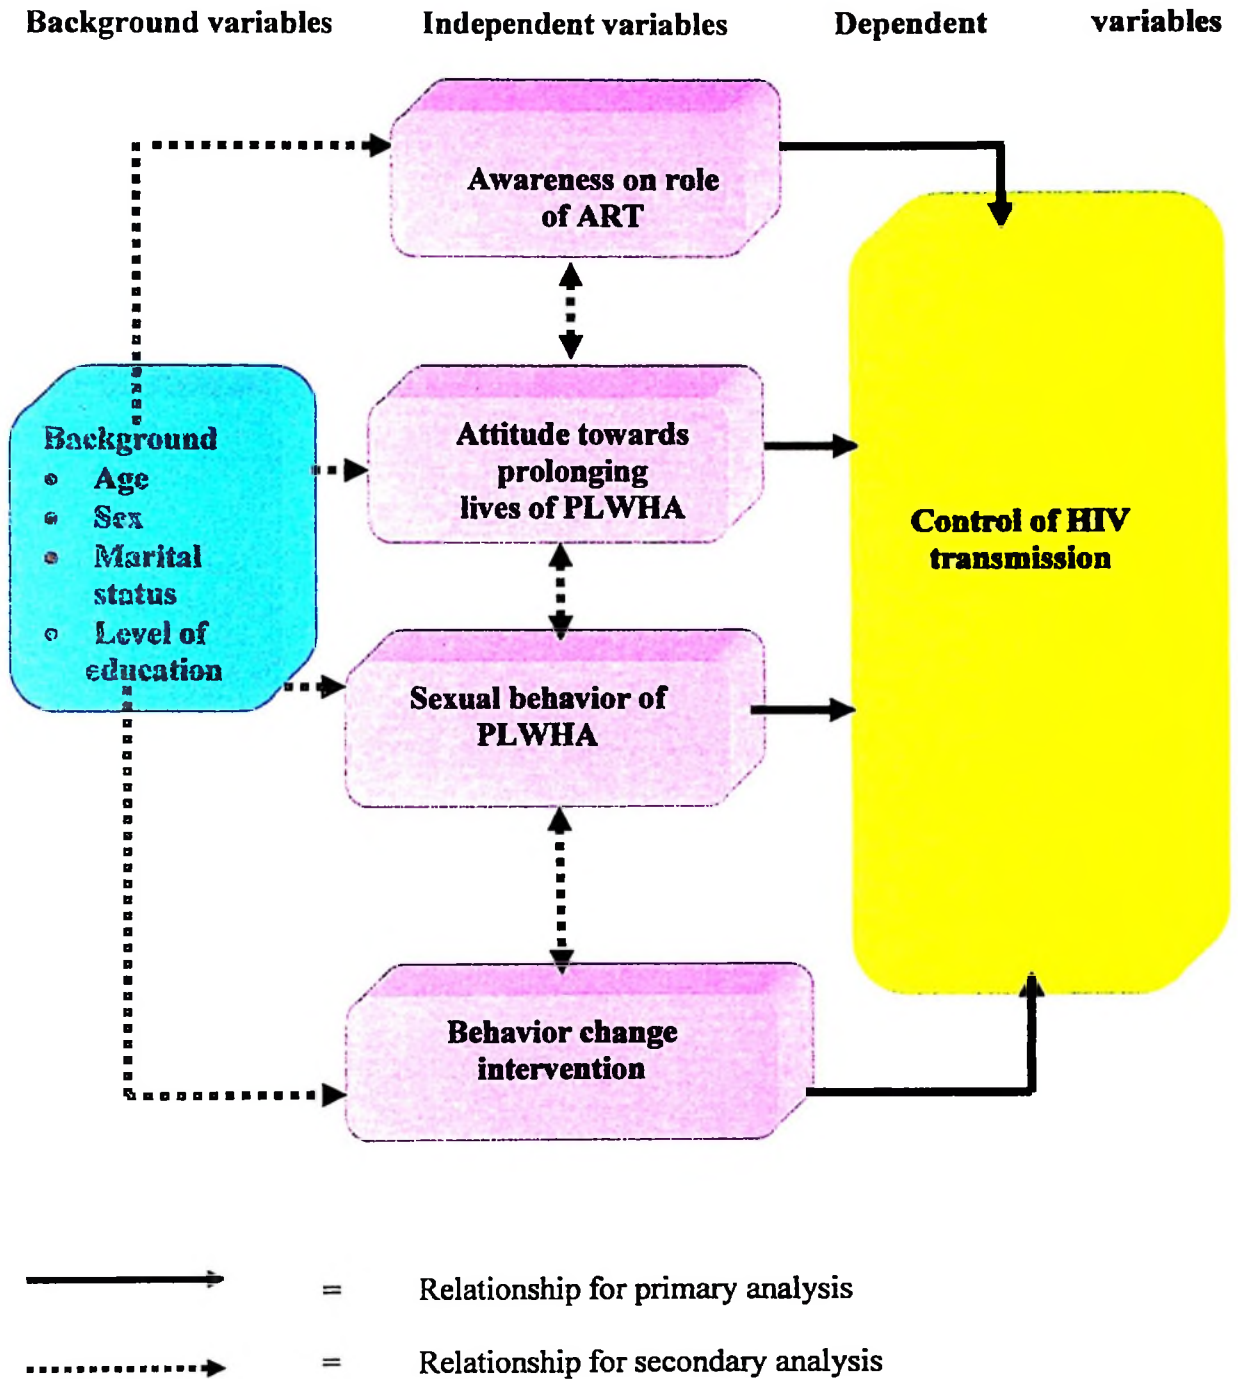 Background variables Independent variables Dependent variables
Awareness on role
of ART
Background
• Age
• Sex
• Marital
status
• Level of
education
Attitude towards
prolonging
lives of PLWHA
Sexual behavior of
PLWHA
Behavior change
intervention
Control of HIV
transmission
= Relationship for primary analysis
= Relationship for secondary analysis